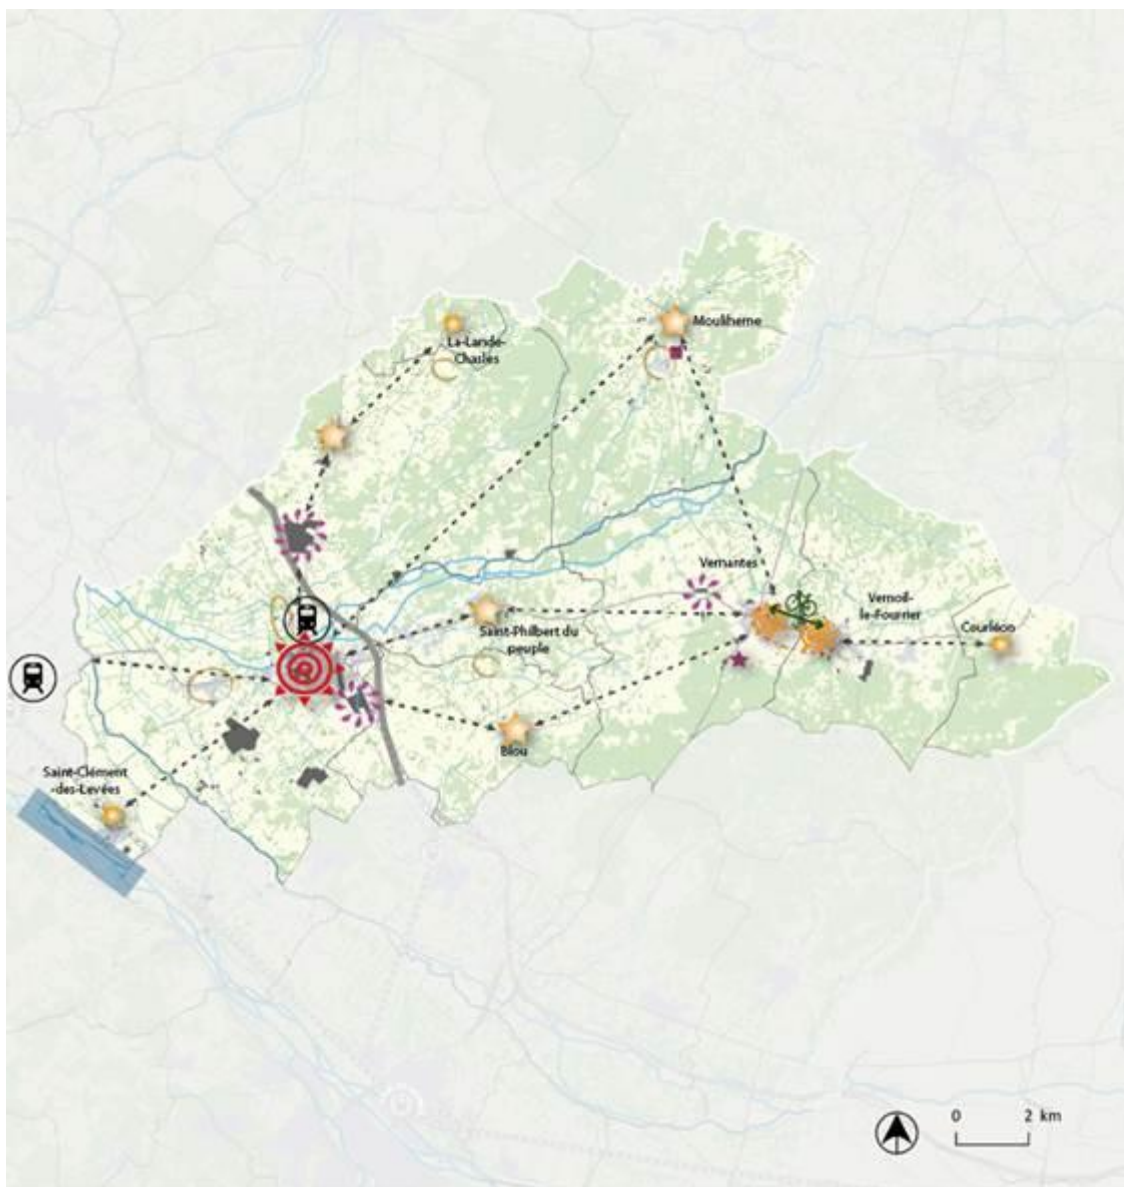 Mouliherne
La-Lande-
Chasles
Vernantes
Vernoil-
le-Fourrier
Saint-Philbert du
peuple
Courléon
@
Blou
Saint-Clément
-des-Levées
0 2 km